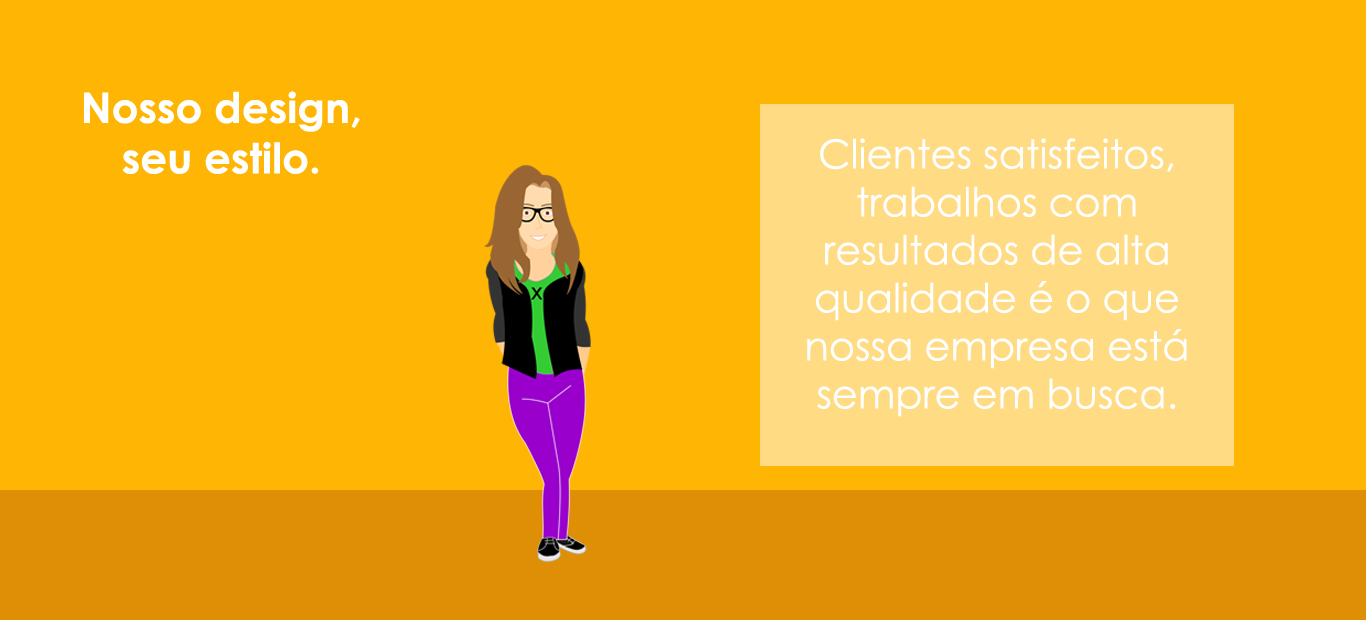 Nosso design,
seu estilo.
X
Clientes satisfeitos,
trabalhos com
resultados de alta
qualidade é o que
nossa empresa está
sempre em busca.